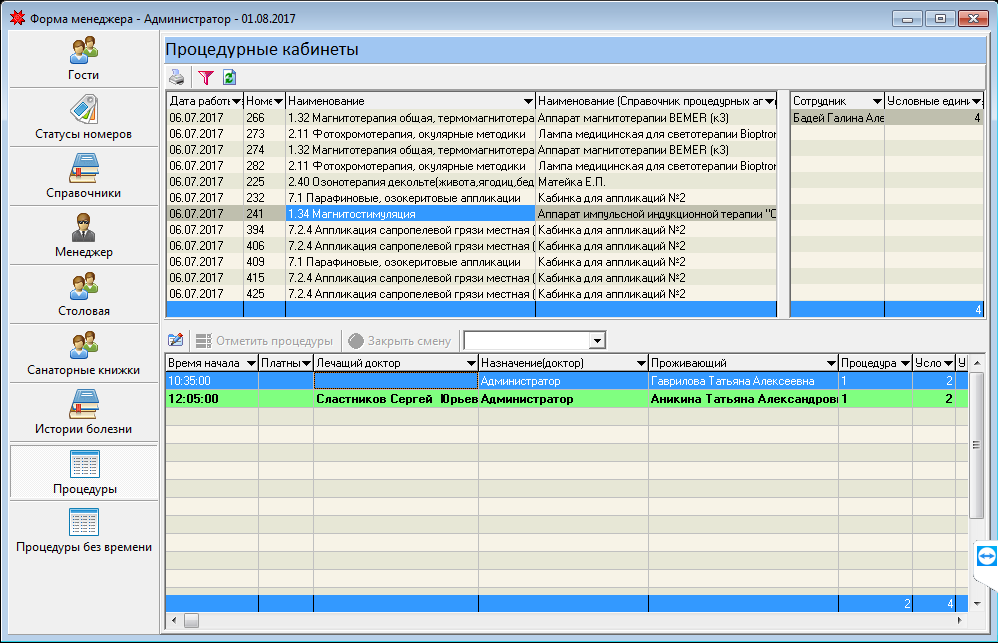 Форма менеджера - Администратор - 01.08.2017
Гости
Статусы номеров
Справочники
Менеджер
Столовая
Санаторные книжки
Истории болезни
Процедуры
Процедуры без времени
Процедурные кабинеты
Дата работы Номе Наименование Наименование (Справочник процедурных ап
06.07.2017 266 1.32 Магнитотерапия общая, термомагнитотера Аппарат магнитотерапии BEMER (к3)
06.07.2017 273 2.11 Фотохромотерапия, окулярные методики Лампа медицинская для светотерапии Bioptron
06.07.2017 274 1.32 Магнитотерапия общая, термомагнитотера Аппарат магнитотерапии BEMER (к3)
06.07.2017 282 2.11 Фотохромотерапия, окулярные методики Лампа медицинская для светотерапии Bioptron
06.07.2017 225 2.40 Озонотерапия декольте(живота,ягодиц,бед Матейка Е.П.
06.07.2017 232 7.1 Парафиновые, озокеритовые аппликации Кабинка для аппликаций №2
06.07.2017 241 1.34 Магнитостимуляция Аппарат импульсной индукционной терапии "С
06.07.2017 394 7.2.4 Аппликация сапропелевой грязи местная ( Кабинка для аппликаций №2
06.07.2017 406 7.2.4 Аппликация сапропелевой грязи местная ( Кабинка для аппликаций №2
06.07.2017 409 7.1 Парафиновые, озокеритовые аппликации Кабинка для аппликаций №2
06.07.2017 415 7.2.4 Аппликация сапропелевой грязи местная ( Кабинка для аппликаций №2
06.07.2017 425 7.2.4 Аппликация сапропелевой грязи местная ( Кабинка для аппликаций №2
Сотрудник Условные едини
Бадей Галина Але 4
4
Отметить процедуры Закрыть смену
Время начала Платны Лечащий доктор Назначение(доктор) Проживающий Процедура Усло У
10:35:00 Администратор Гаврилова Татьяна Алексеевна 1 2
12:05:00 Сластников Сергей Юрьев Администратор Аникина Татьяна Александров 1 2
2 4